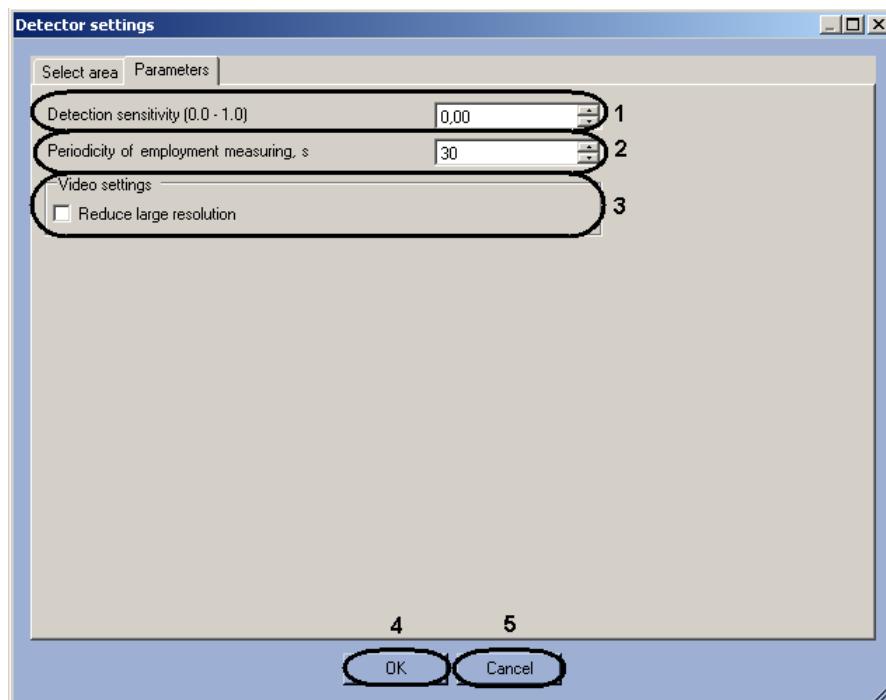 Detector settings
Select area Parameters
Detection sensitivity (0.0 - 1.0) 0,00 1
Periodicity of employment measuring, s 30 2
Video settings
Reduce large resolution 3
4 5
OK Cancel